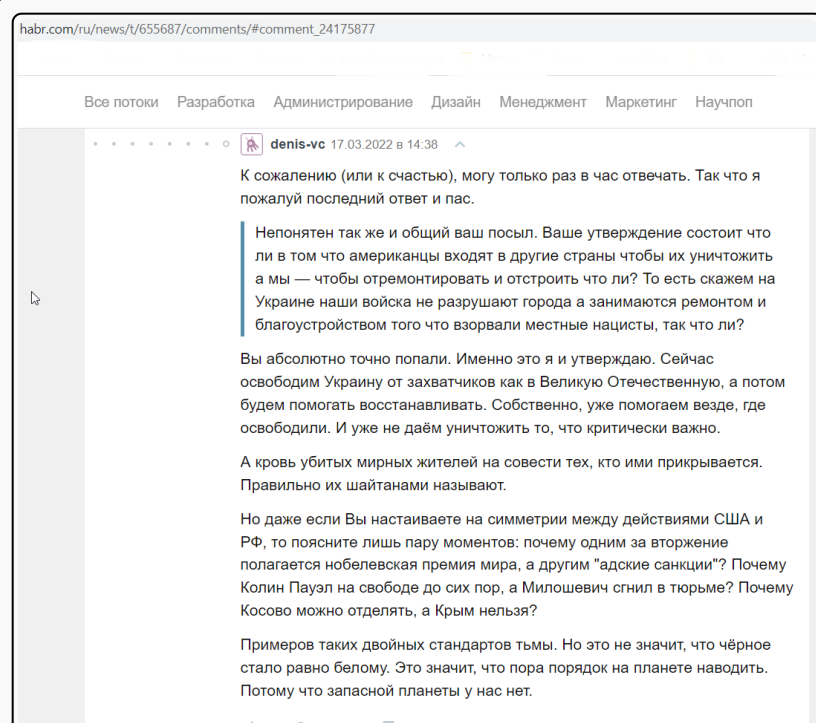 habr.com/ru/news/t/655687/comments/#comment_24175877
Все потоки Разработка Администрирование Дизайн Менеджмент Маркетинг Научпоп
denis-vc 17.03.2022 в 14:38
К сожалению (или к счастью), могу только раз в час отвечать. Так что я
пожалуй последний ответ и пас.
Непонятен так же и общий ваш посыл. Ваше утверждение состоит что
ли в том что американцы входят в другие страны чтобы их уничтожить
а мы — чтобы отремонтировать и отстроить что ли? То есть скажем на
Украине наши войска не разрушают города а занимаются ремонтом и
благоустройством того что взорвали местные нацисты, так что ли?
Вы абсолютно точно попали. Именно это я и утверждаю. Сейчас
освободим Украину от захватчиков как в Великую Отечественную, а потом
будем помогать восстанавливать. Собственно, уже помогаем везде, где
освободили. И уже не даём уничтожить то, что критически важно.
А кровь убитых мирных жителей на совести тех, кто ими прикрывается.
Правильно их шайтанами называют.
Но даже если Вы настаиваете на симметрии между действиями США и
РФ, то поясните лишь пару моментов: почему одним за вторжение
полагается нобелевская премия мира, а другим "адские санкции"? Почему
Колин Пауэл на свободе до сих пор, а Милошевич сгнил в тюрьме? Почему
Косово можно отделять, а Крым нельзя?
Примеров таких двойных стандартов тьмы. Но это не значит, что чёрное
стало равно белому. Это значит, что пора порядок на планете наводить.
Потому что запасной планеты у нас нет.